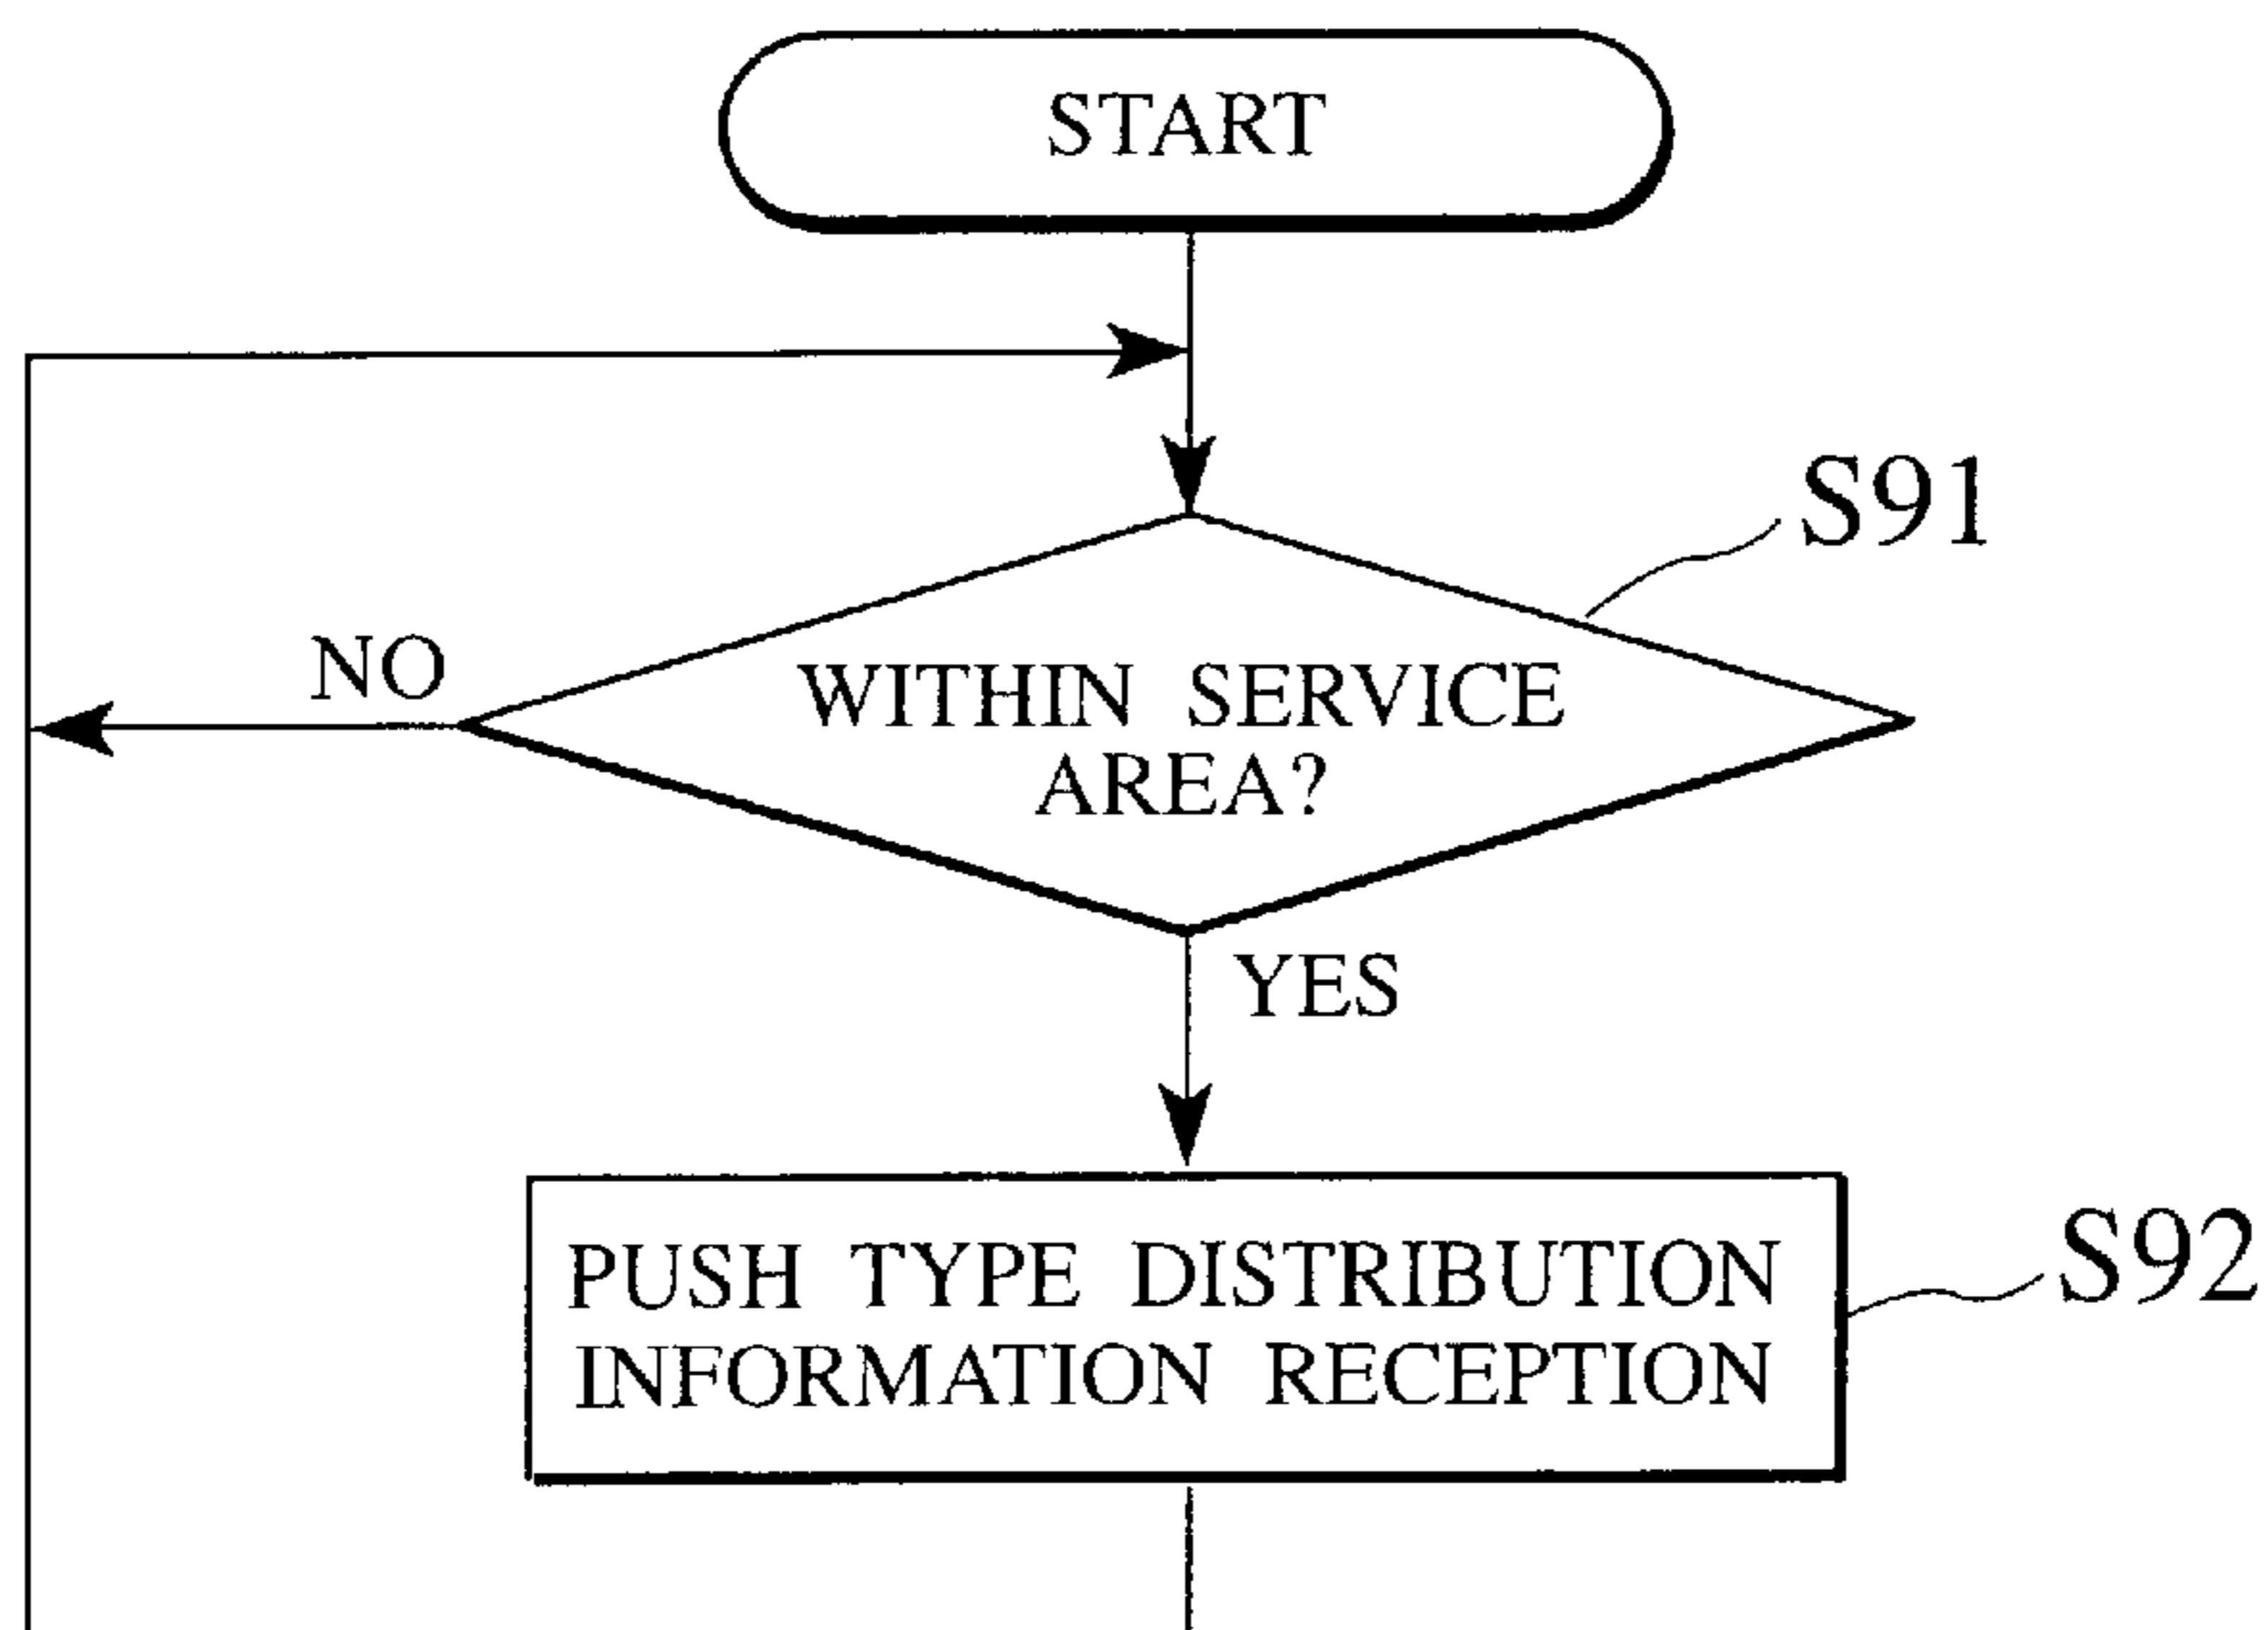 START
S91
NO
WITHIN SERVICE
AREA?
YES
PUSH TYPE DISTRIBUTION
INFORMATION RECEPTION
S92